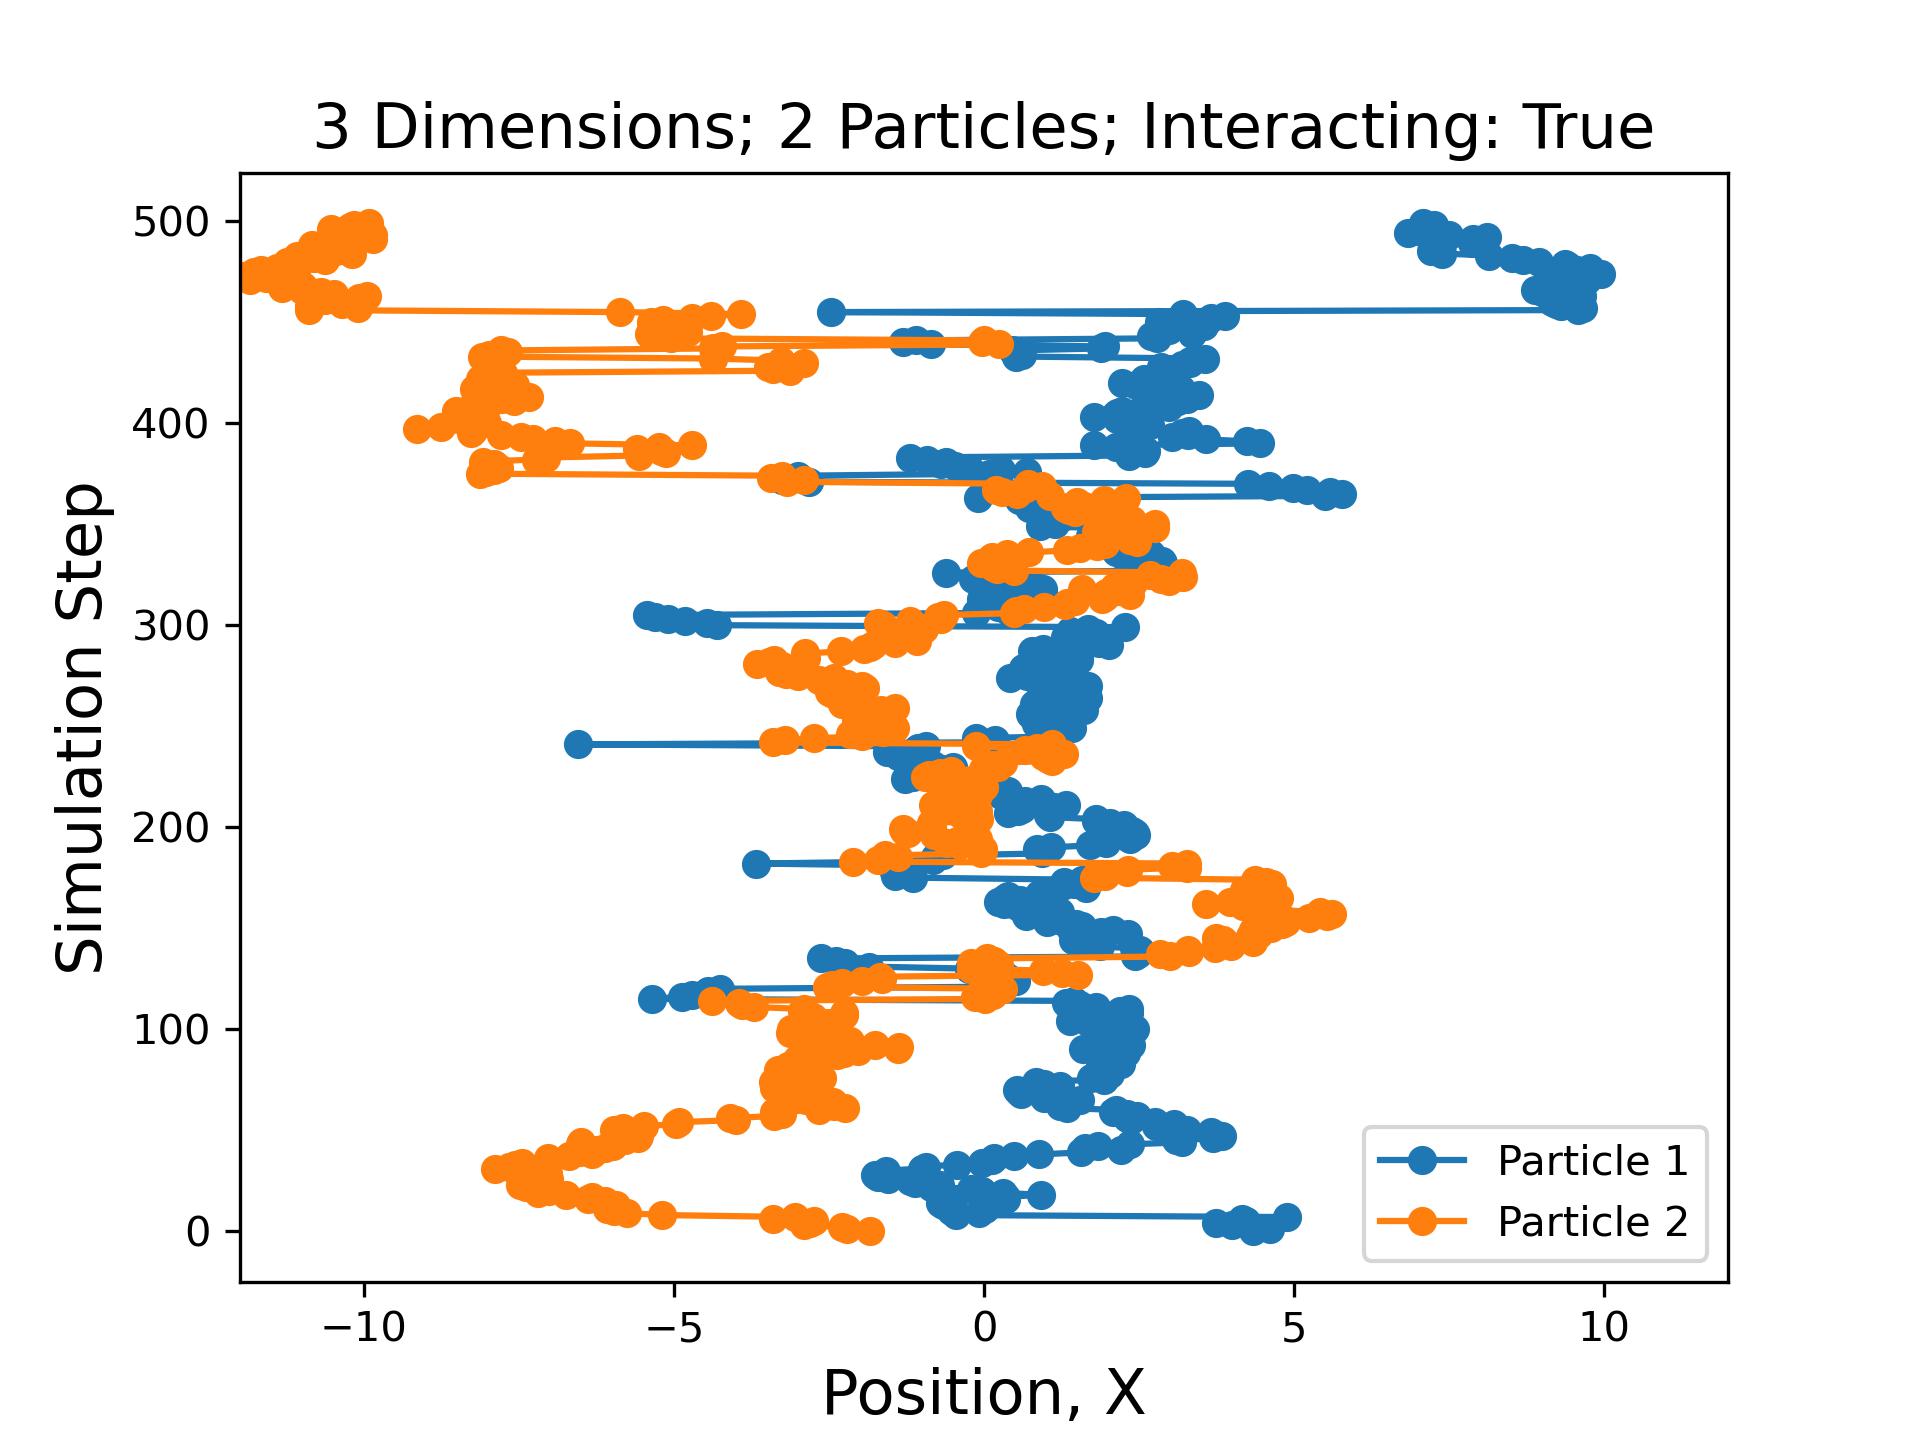 3 Dimensions; 2 Particles; Interacting: True
Simulation Step
500
400
300
200
100
0
−10
−5
0
5
10
Position, X
Particle 1
Particle 2